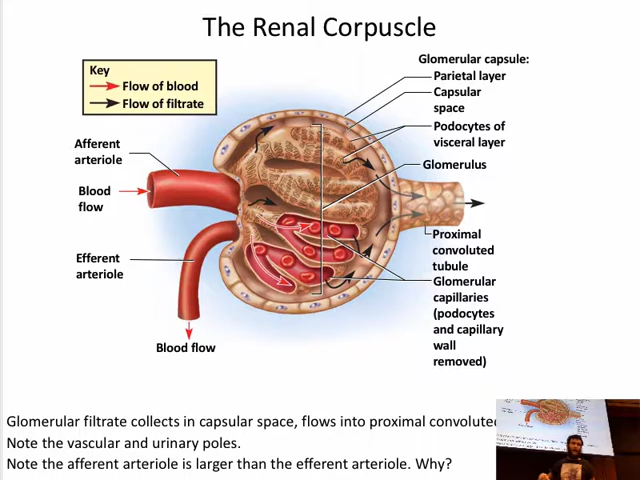 The Renal Corpuscle
Key
Flow of blood
Flow of filtrate
Afferent
arteriole
Blood
flow
Efferent
arteriole
Blood flow
Glomerular capsule:
Parietal layer
Capsular
space
Podocytes of
visceral layer
Glomerulus
Proximal
convoluted
tubule
Glomerular
capillaries
(podocytes
and capillary
wall
removed)
Glomerular filtrate collects in capsular space, flows into proximal convoluted
Note the vascular and urinary poles.
Note the afferent arteriole is larger than the efferent arteriole. Why?